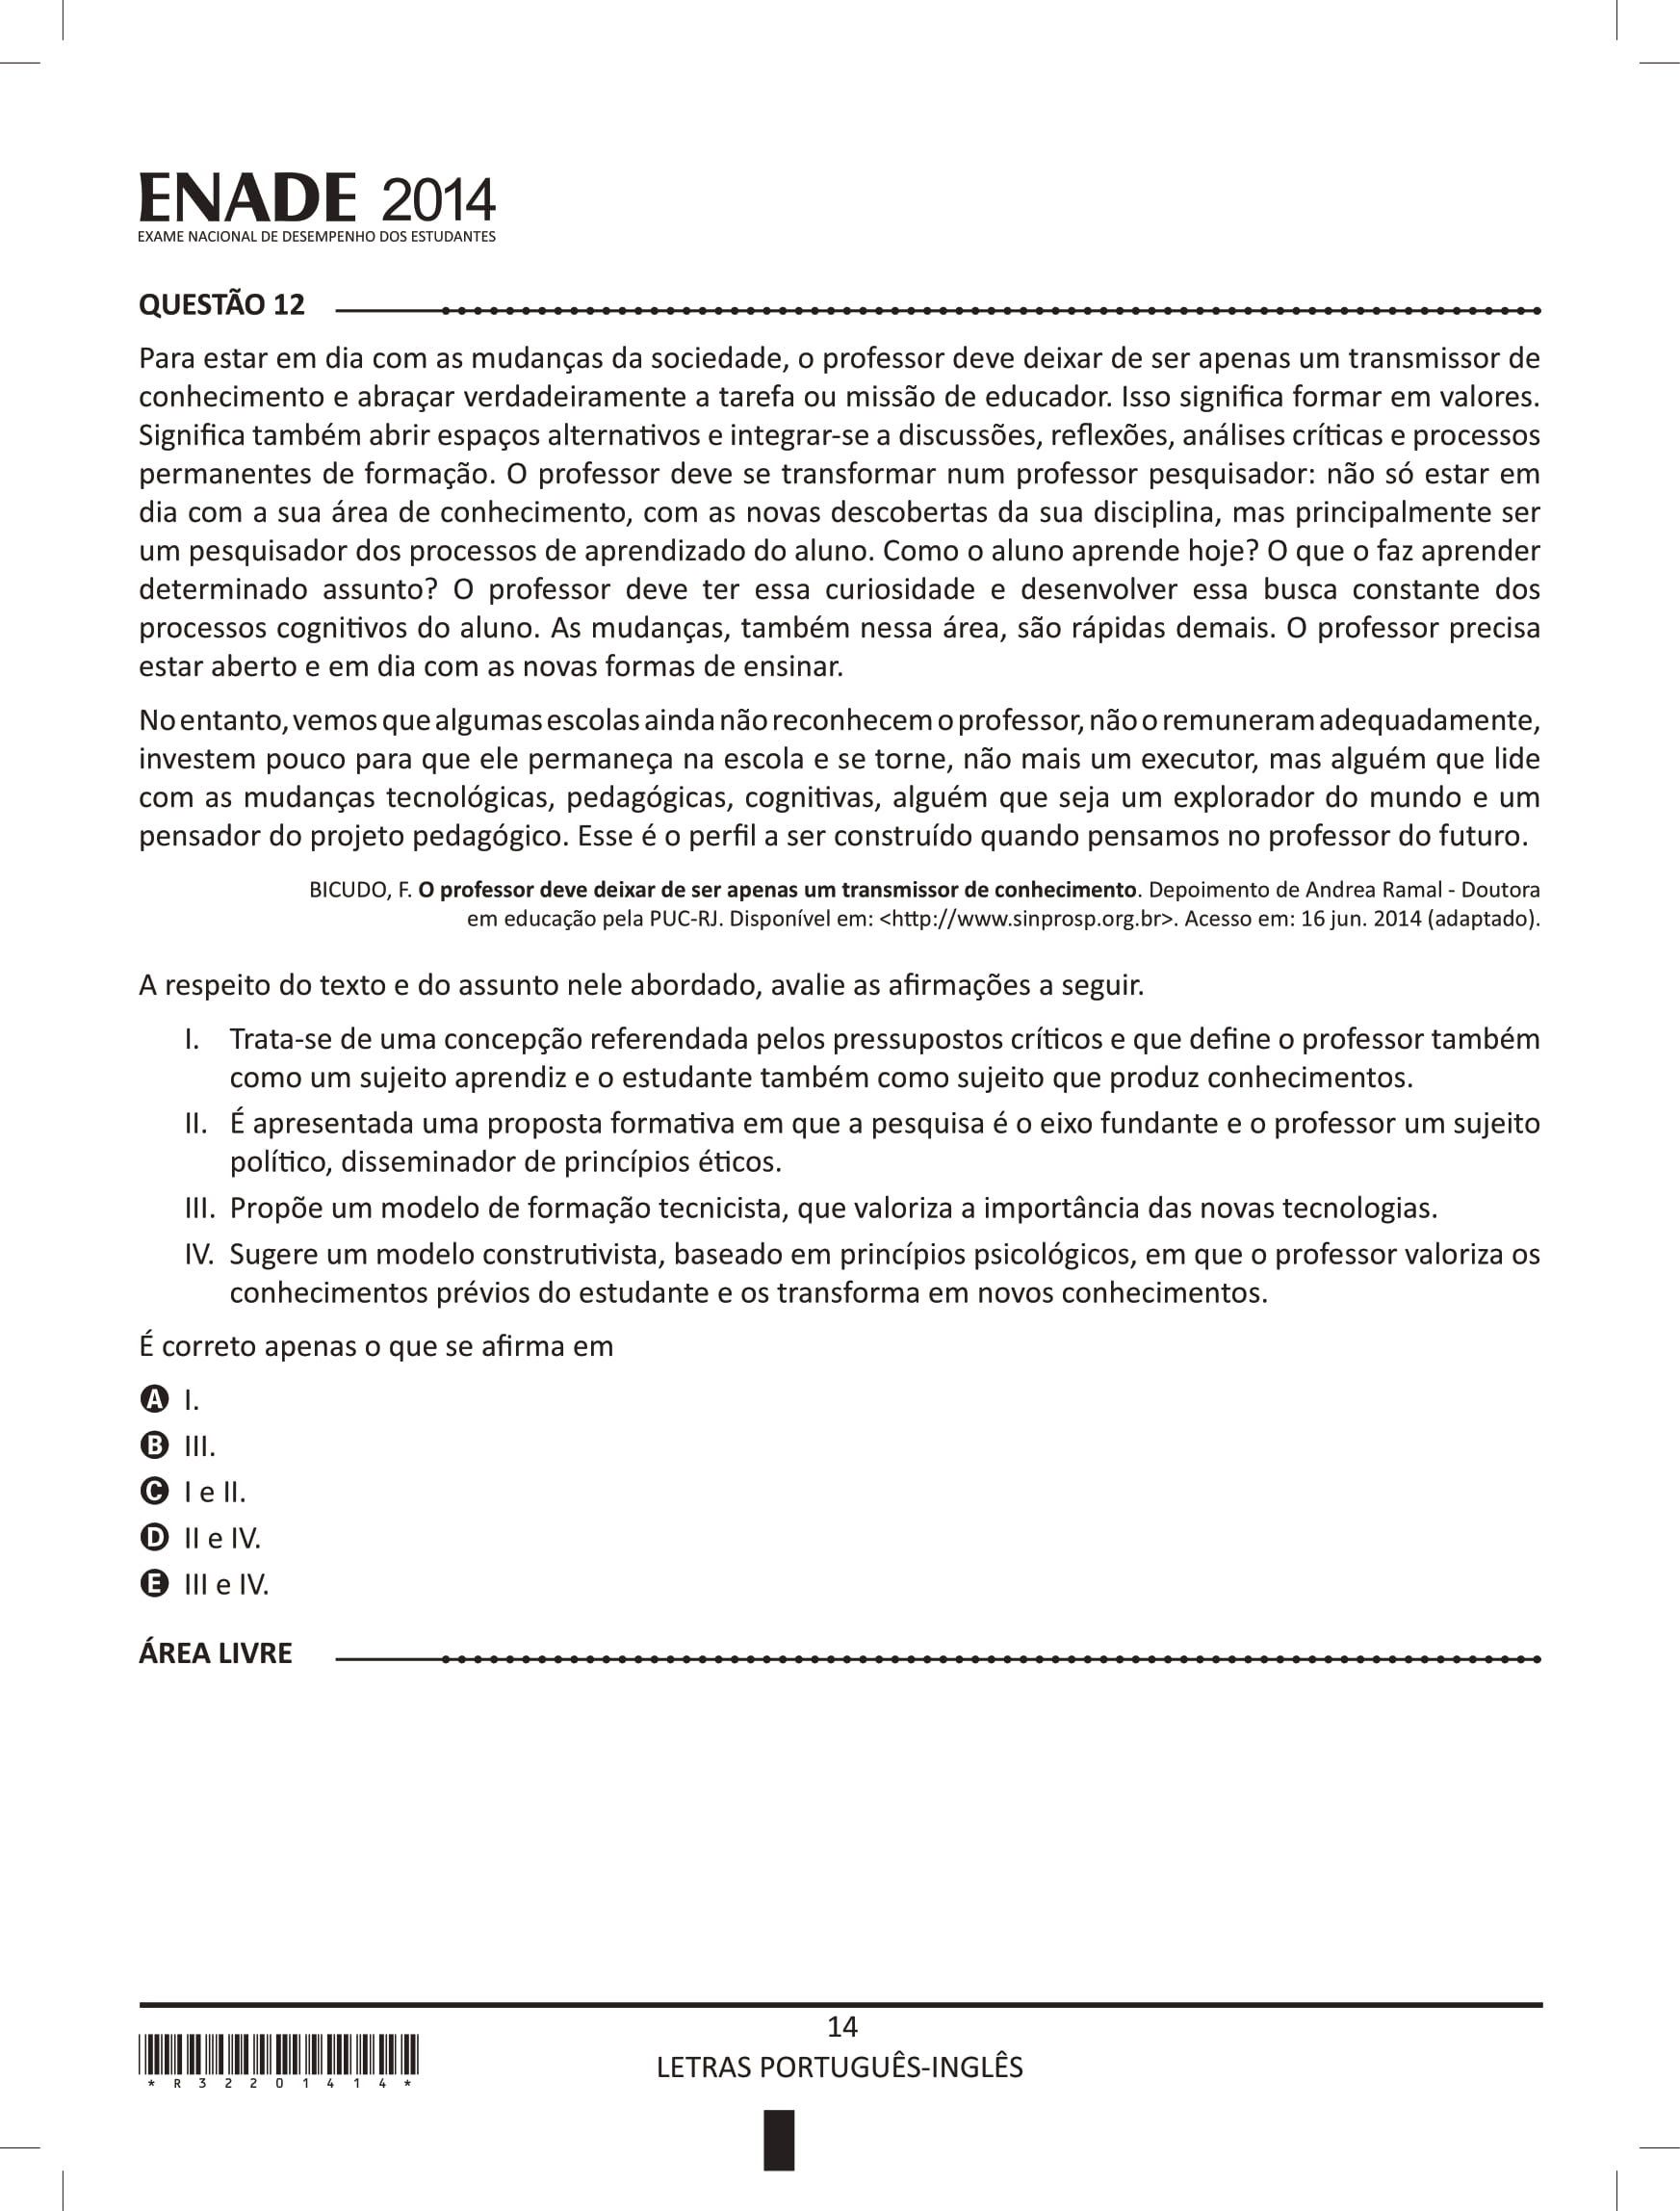 ENADE 2014
EXAME NACIONAL DE DESEMPENHO DOS ESTUDANTES
QUESTÃO 12
Para estar em dia com as mudanças da sociedade, o professor deve deixar de ser apenas um transmissor de
conhecimento e abraçar verdadeiramente a tarefa ou missão de educador. Isso significa formar em valores.
Significa também abrir espaços alternativos e integrar-se a discussões, reflexões, análises críticas e processos
permanentes de formação. O professor deve se transformar num professor pesquisador: não só estar em
dia com a sua área de conhecimento, com as novas descobertas da sua disciplina, mas principalmente ser
um pesquisador dos processos de aprendizado do aluno. Como o aluno aprende hoje? O que o faz aprender
determinado assunto? O professor deve ter essa curiosidade e desenvolver essa busca constante dos
processos cognitivos do aluno. As mudanças, também nessa área, são rápidas demais. O professor precisa
estar aberto e em dia com as novas formas de ensinar.
No entanto, vemos que algumas escolas ainda não reconhecem o professor, não o remuneram adequadamente,
investem pouco para que ele permaneça na escola e se torne, não mais um executor, mas alguém que lide
com as mudanças tecnológicas, pedagógicas, cognitivas, alguém que seja um explorador do mundo e um
pensador do projeto pedagógico. Esse é o perfil a ser construído quando pensamos no professor do futuro.
BICUDO, F. O professor deve deixar de ser apenas um transmissor de conhecimento. Depoimento de Andrea Ramal - Doutora
em educação pela PUC-RJ. Disponível em: <http://www.sinprosp.org.br>. Acesso em: 16 jun. 2014 (adaptado).
A respeito do texto e do assunto nele abordado, avalie as afirmações a seguir.
I. Trata-se de uma concepção referendada pelos pressupostos críticos e que define o professor também
como um sujeito aprendiz e o estudante também como sujeito que produz conhecimentos.
II. É apresentada uma proposta formativa em que a pesquisa é o eixo fundante e o professor um sujeito
político, disseminador de princípios éticos.
III. Propõe um modelo de formação tecnicista, que valoriza a importância das novas tecnologias.
IV. Sugere um modelo construtivista, baseado em princípios psicológicos, em que o professor valoriza os
conhecimentos prévios do estudante e os transforma em novos conhecimentos.
É correto apenas o que se afirma em
A I.
B III.
C I e II.
D II e IV.
E III e IV.
ÁREA LIVRE
14
LETRAS PORTUGUÊS-INGLÊS
* R 3 2 2 0 1 4 1 4 *